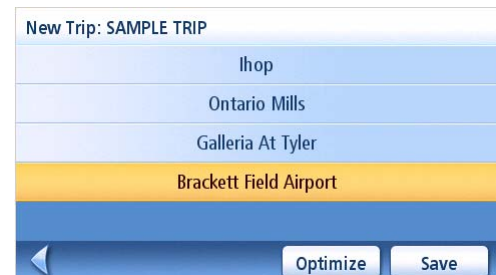 New Trip: SAMPLE TRIP
Ihop
Ontario Mills
Galleria At Tyler
Brackett Field Airport
Optimize Save